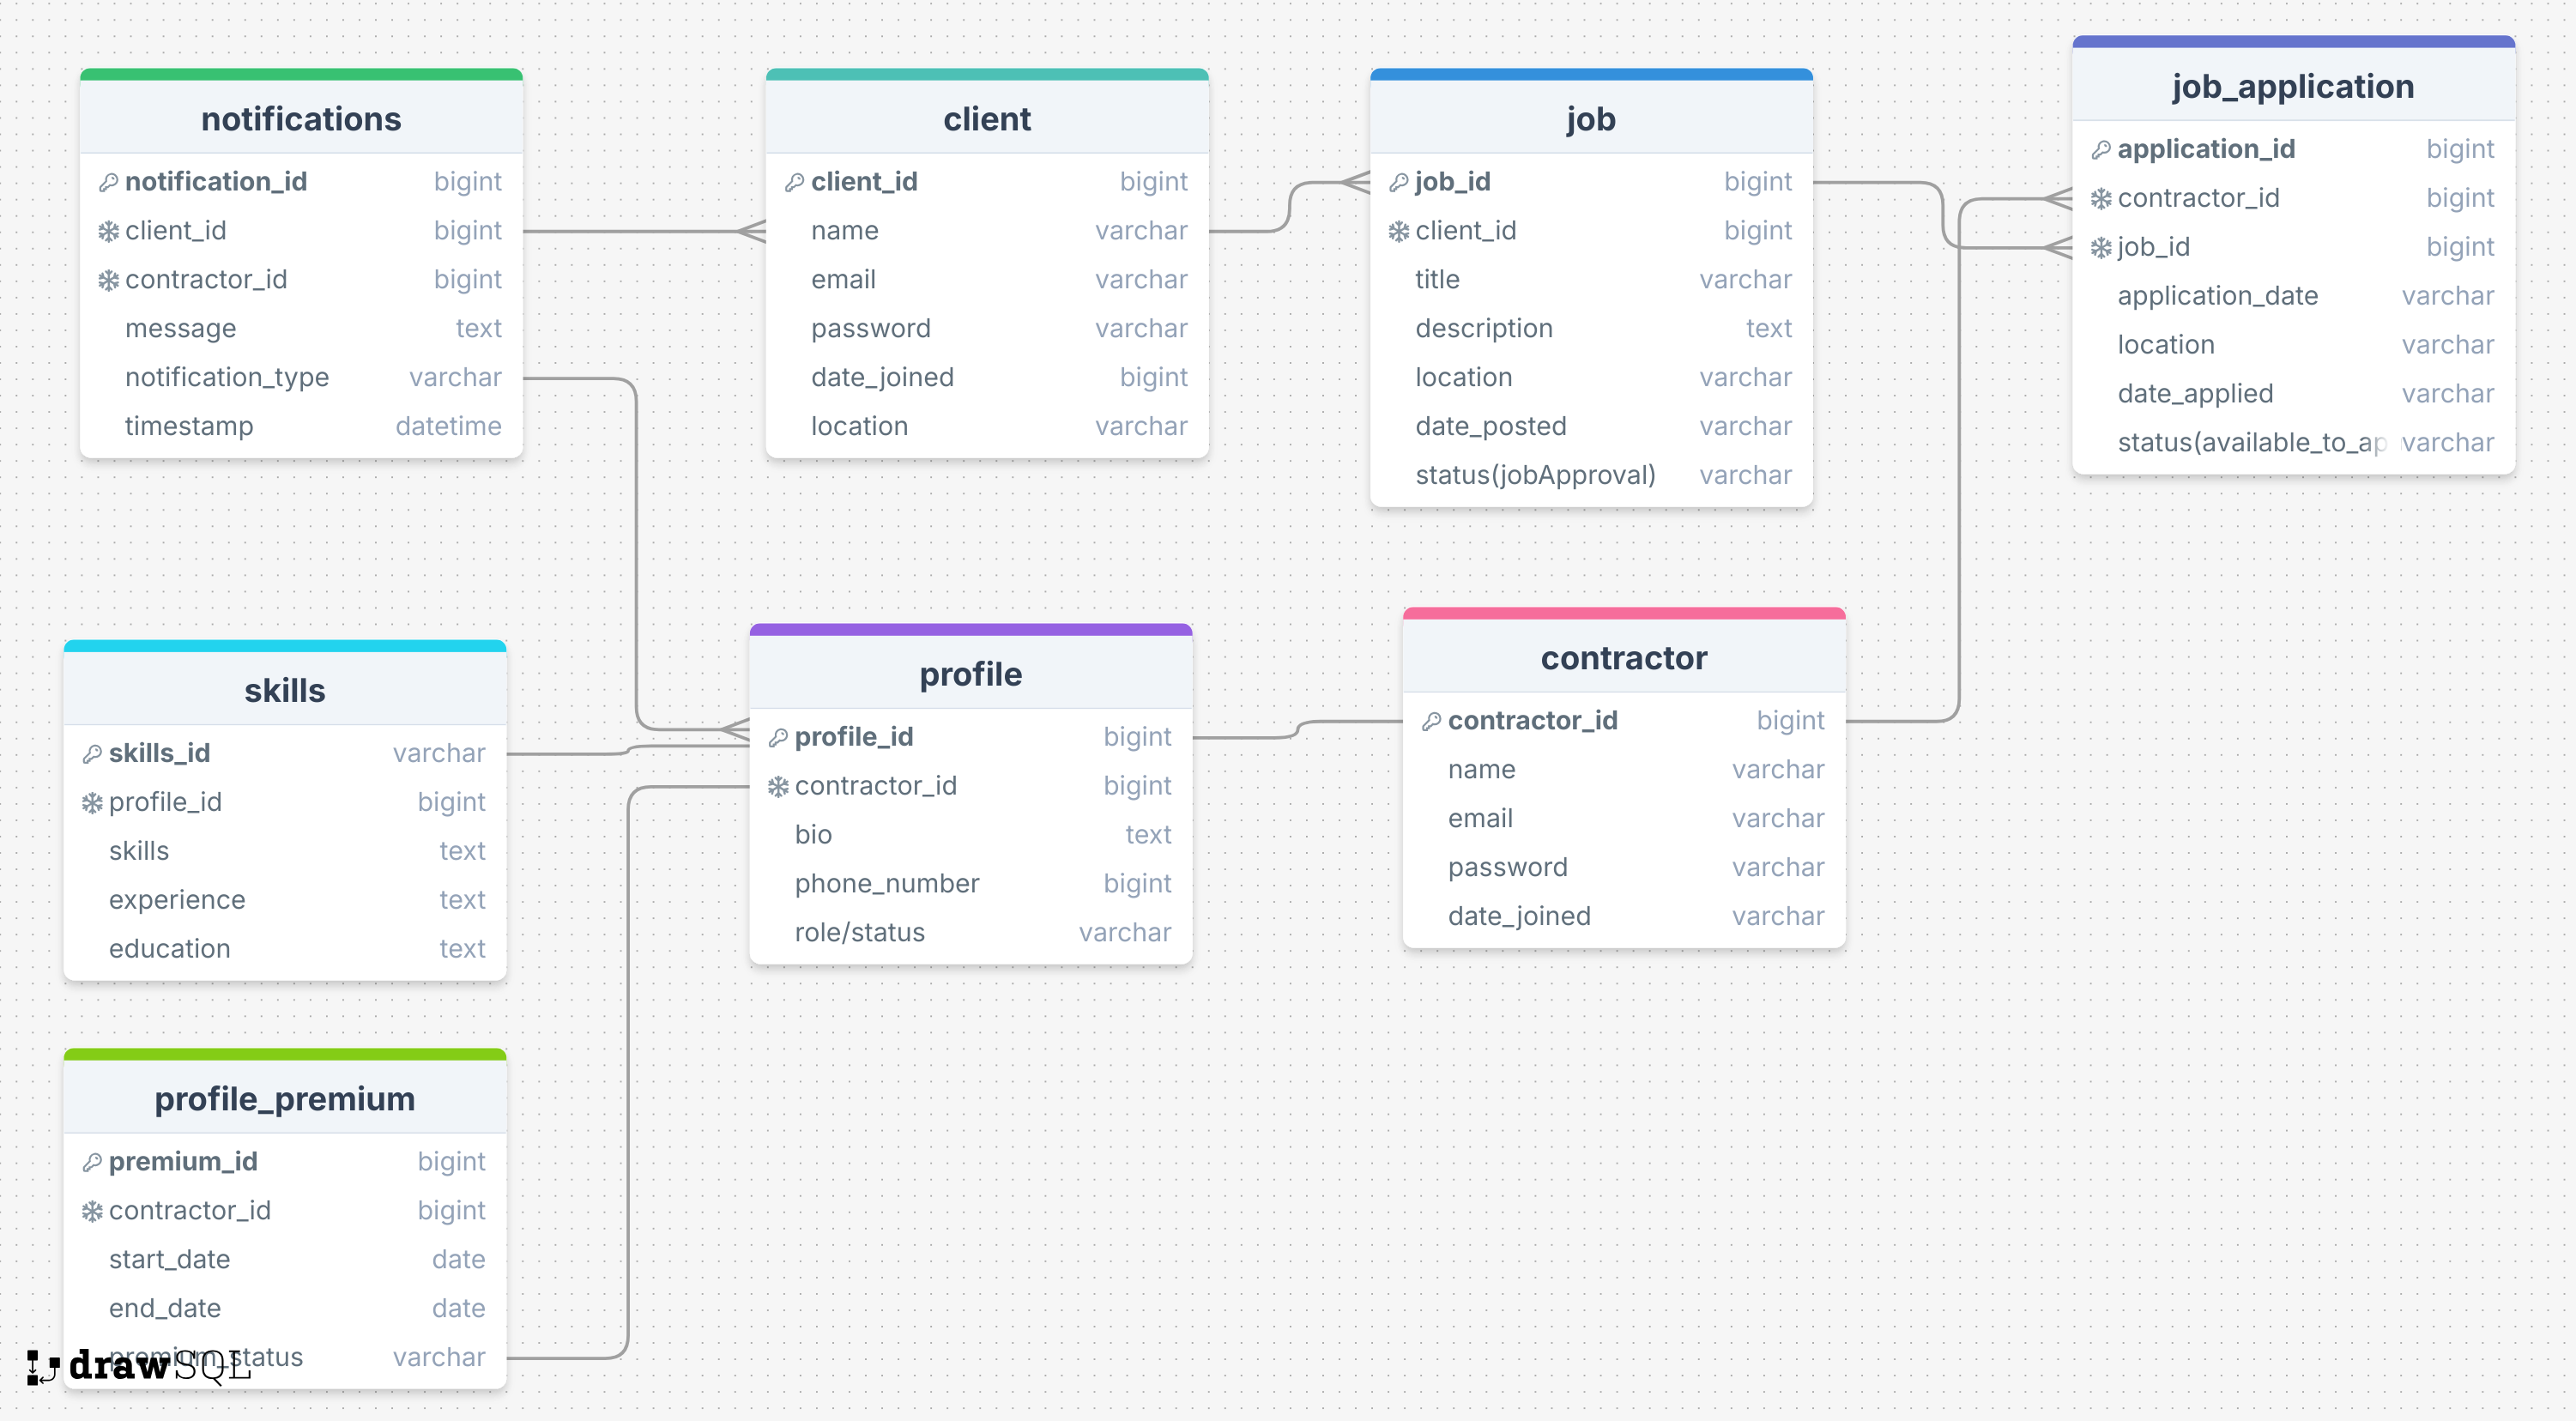 notifications
notification_id bigint
client_id bigint
contractor_id bigint
message text
notification_type varchar
timestamp datetime
client
client_id bigint
name varchar
email varchar
password varchar
date_joined bigint
location varchar
job
job_id bigint
client_id bigint
title varchar
description text
location varchar
date_posted varchar
status(jobApproval) varchar
job_application
application_id bigint
contractor_id bigint
job_id bigint
application_date varchar
location varchar
date_applied varchar
status(available_to_ap varchar
skills
skills_id varchar
profile_id bigint
skills text
experience text
education text
profile
profile_id bigint
contractor_id bigint
bio text
phone_number bigint
role/status varchar
contractor
contractor_id bigint
name varchar
email varchar
password varchar
date_joined varchar
profile_premium
premium_id bigint
contractor_id bigint
start_date date
end_date date
premium_status varchar
drawSQL